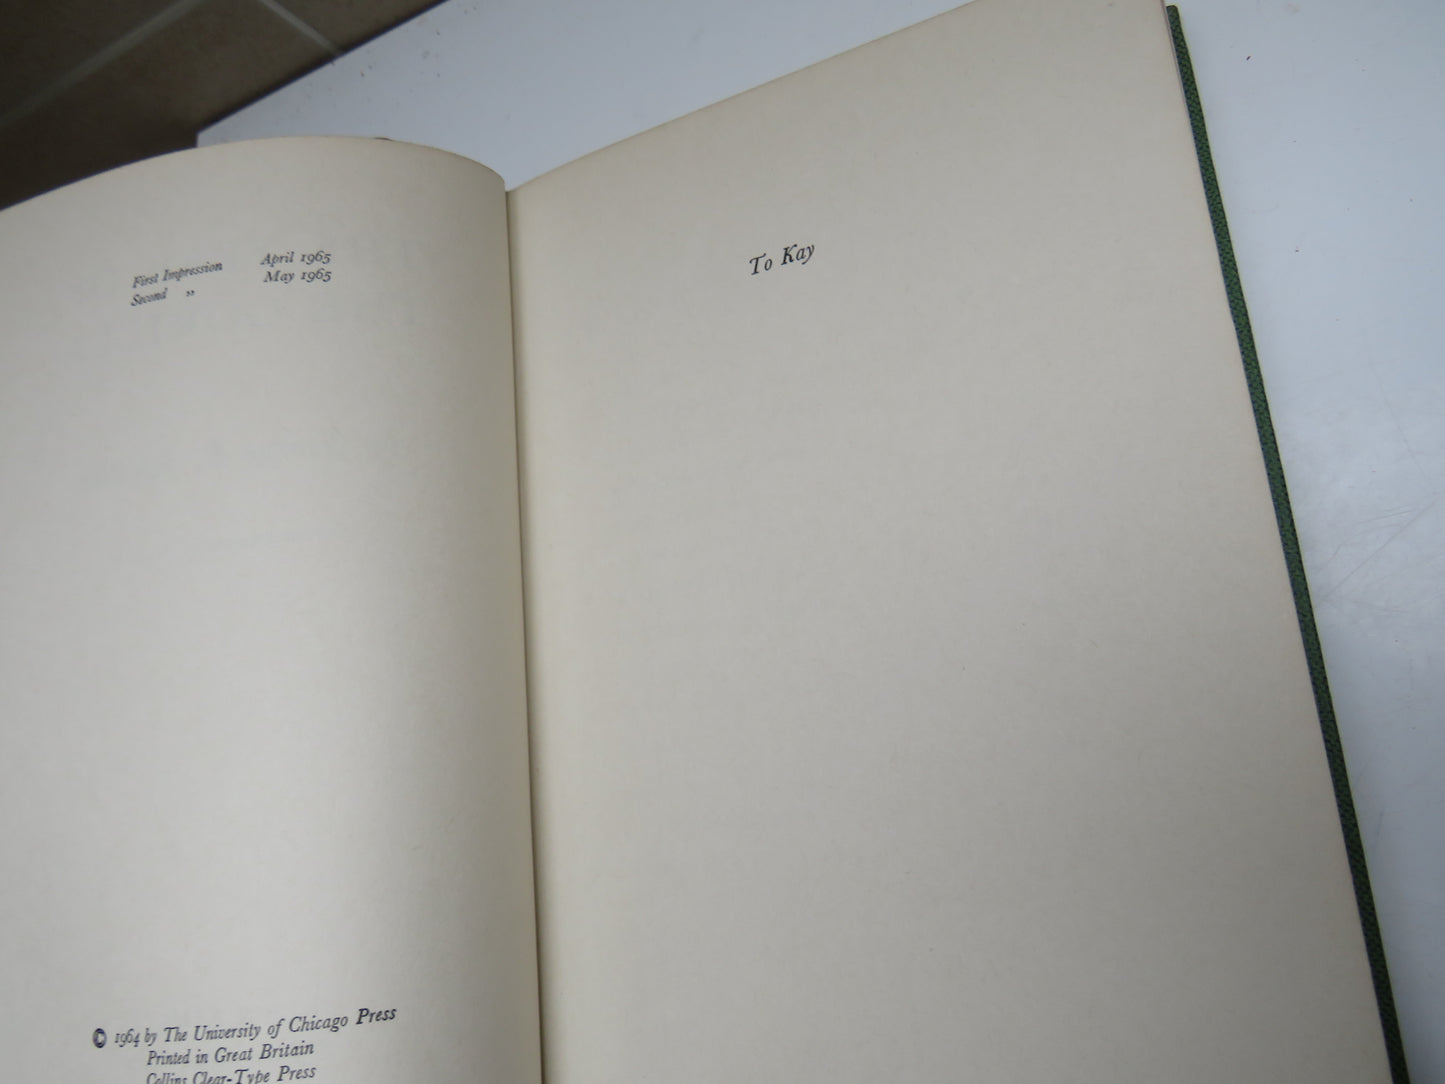 First Impression April 1965
Second ,, May 1965
© 1964 by The University of Chicago Press
Printed in Great Britain
Collins Clear-Type Press
To Kay